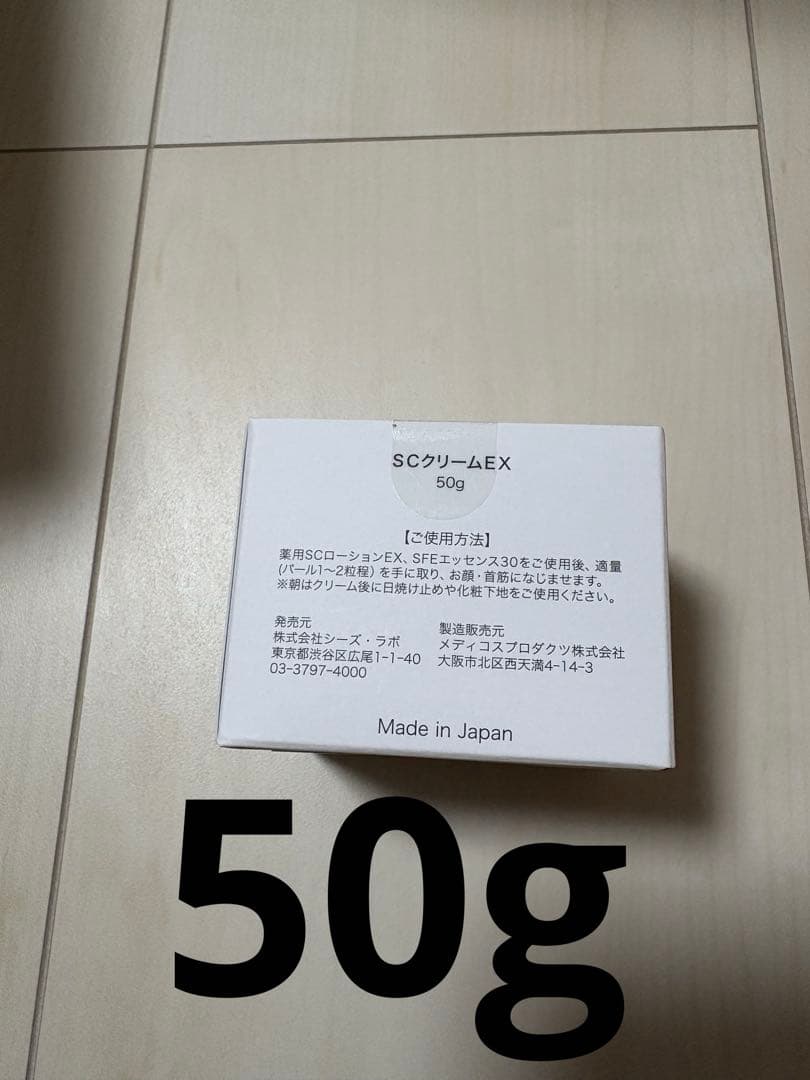 SCクリームEX
50g
【ご使用方法】
薬用SCローションEX、SFEエッセンス30をご使用後、適量
(パール1〜2粒程）を手に取り、お顔・首筋になじませます。
※朝はクリーム後に日焼け止めや化粧下地をご使用ください。
発売元
株式会社シーズ・ラボ
東京都渋谷区広尾1-1-40
03-3797-4000
製造販売元
メディコスプロダクツ株式会社
大阪市北区西天満4-14-3
Made in Japan
50g